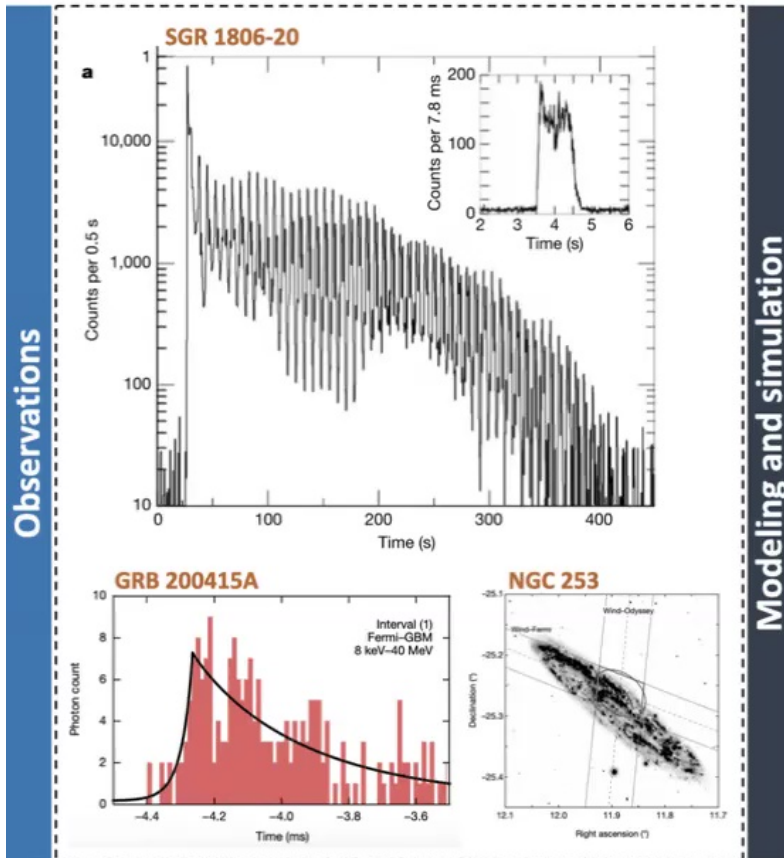 Observations
SGR 1806-20
a
1
10,000
1,000
100
10
Counts per 0.5 s
0
100
200
300
400
Time (s)
200
100
0
Counts per 7.8 ms
2
3
4
5
6
Time (s)
GRB 200415A
10
8
6
4
2
0
Photon count
Interval (1)
Fermi–GBM
8 keV–40 MeV
−4.4
−4.2
−4.0
−3.8
−3.6
Time (ms)
NGC 253
−25.1
−25.2
−25.3
−25.4
Declination (°)
Wind–Odyssey
Wind–Fermi
12.1
12.0
11.9
11.8
11.7
Right ascension (°)
Modeling and simulation